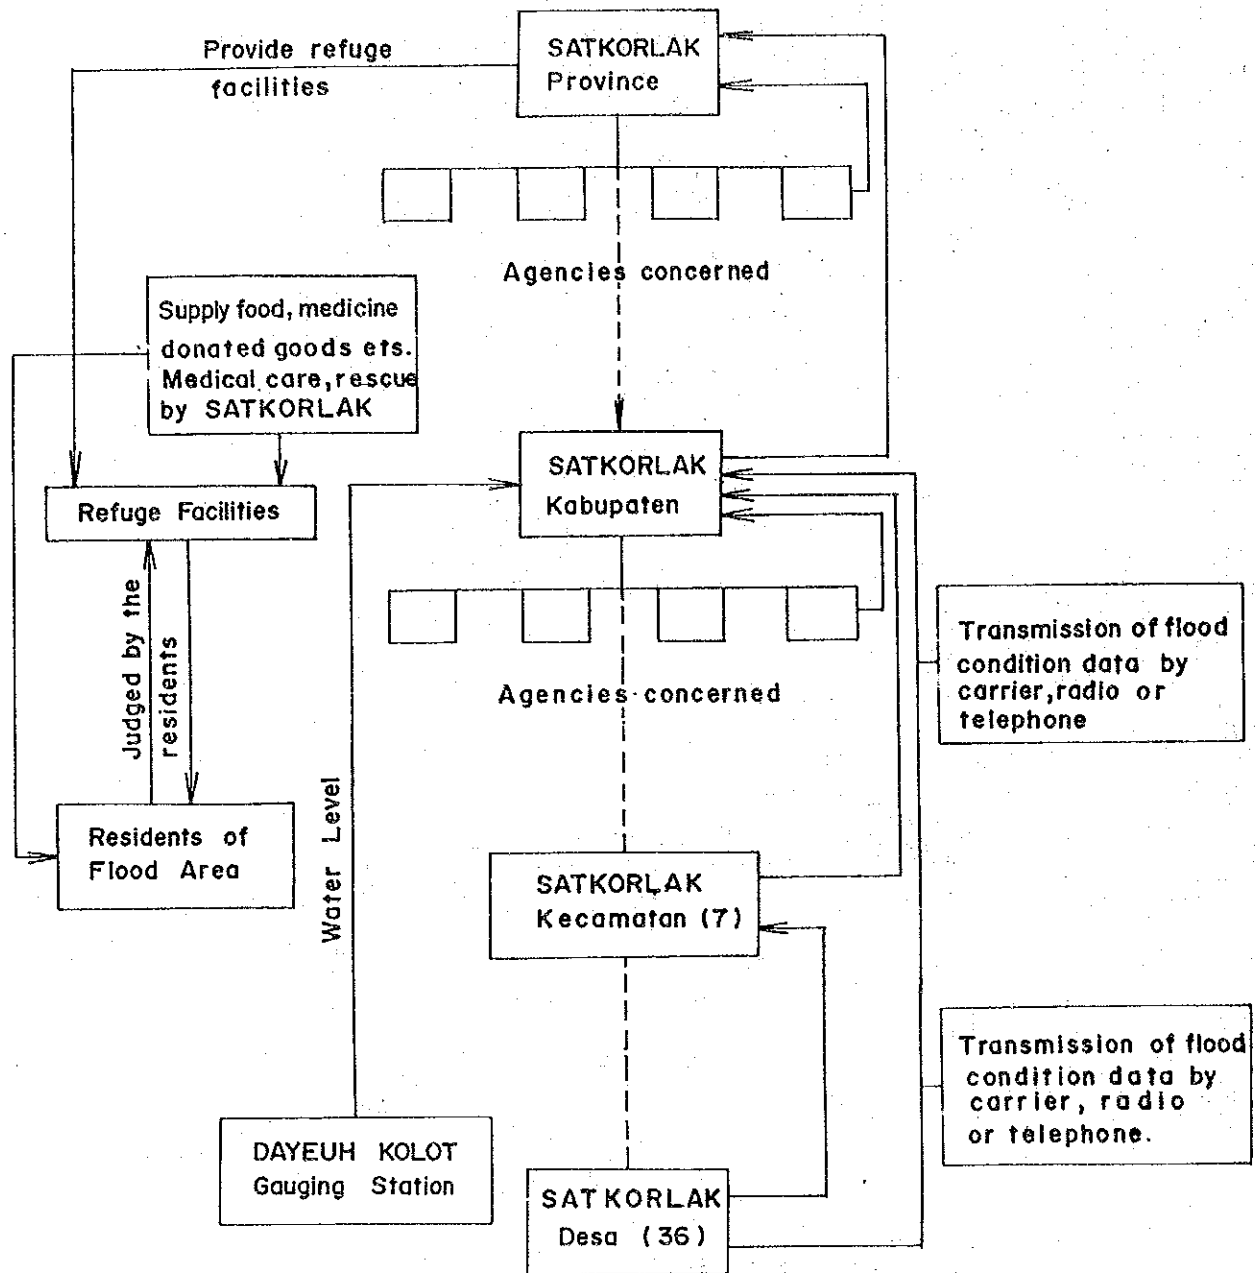 Provide refuge
facilities
SATKORLAK
Province
Agencies concerned
Supply food, medicine
donated goods ets.
Medical care, rescue
by SATKORLAK
SATKORLAK
Kabupaten
Refuge Facilities
Judged by the
residents
Agencies concerned
Transmission of flood
condition data by
carrier, radio or
telephone
Water Level
Residents of
Flood Area
SATKORLAK
Kecamatan (7)
Transmission of flood
condition data by
carrier, radio
or telephone.
DAYEUH KOLOT
Gauging Station
SATKORLAK
Desa (36)